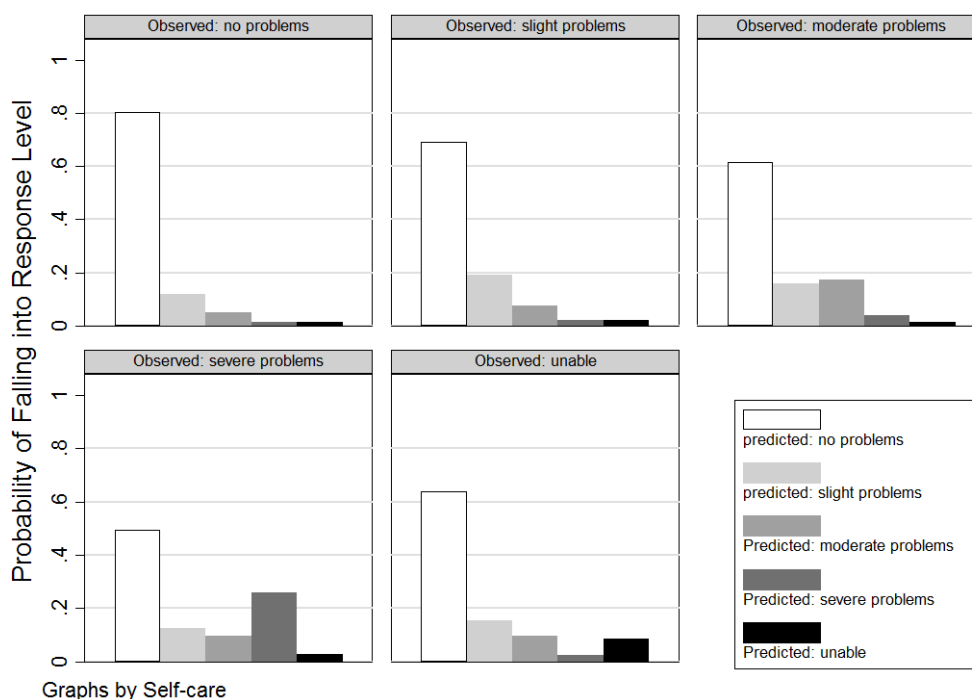 Observed: no problems
Observed: slight problems
Observed: moderate problems
Probability of Falling into Response Level
1
.8
.6
.4
.2
0
Observed: severe problems
Observed: unable
1
.8
.6
.4
.2
0
predicted: no problems
predicted: slight problems
Predicted: moderate problems
Predicted: severe problems
Predicted: unable
Graphs by Self-care